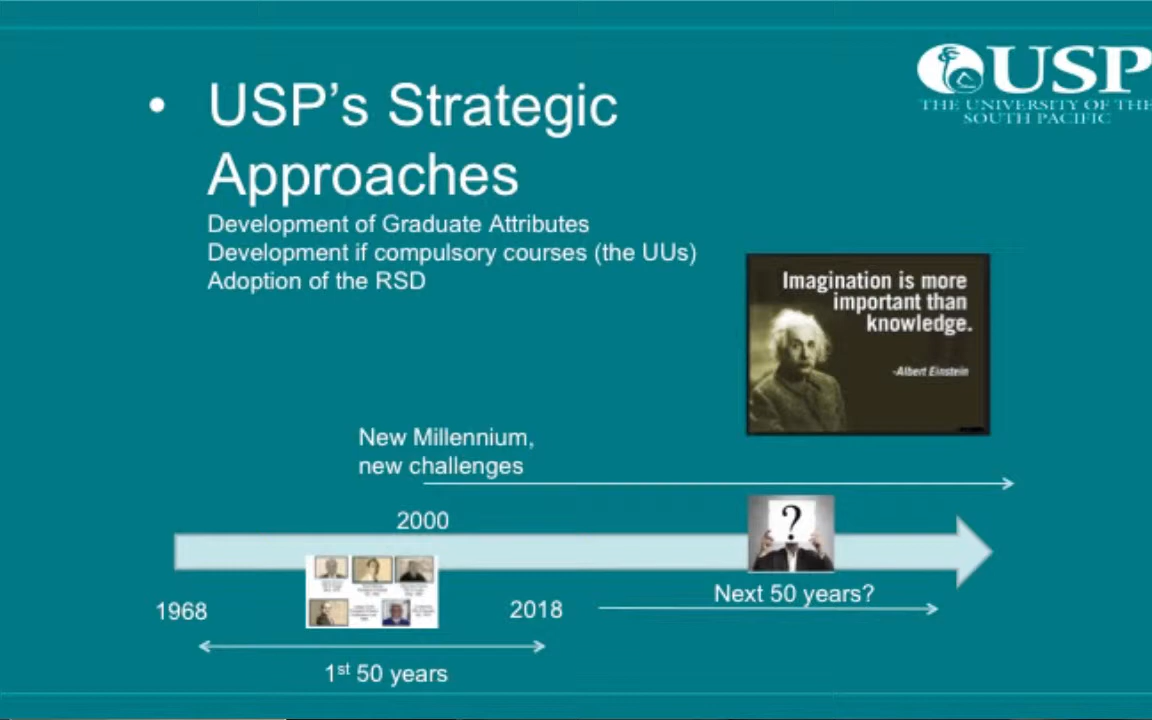 USP
THE UNIVERSITY OF THE
SOUTH PACIFIC
• USP's Strategic
Approaches
Development of Graduate Attributes
Development if compulsory courses (the UUs)
Adoption of the RSD
Imagination is more
important than
knowledge.
-Albert Einstein
New Millennium,
new challenges
2000
?
Next 50 years?
1968
2018
1st 50 years